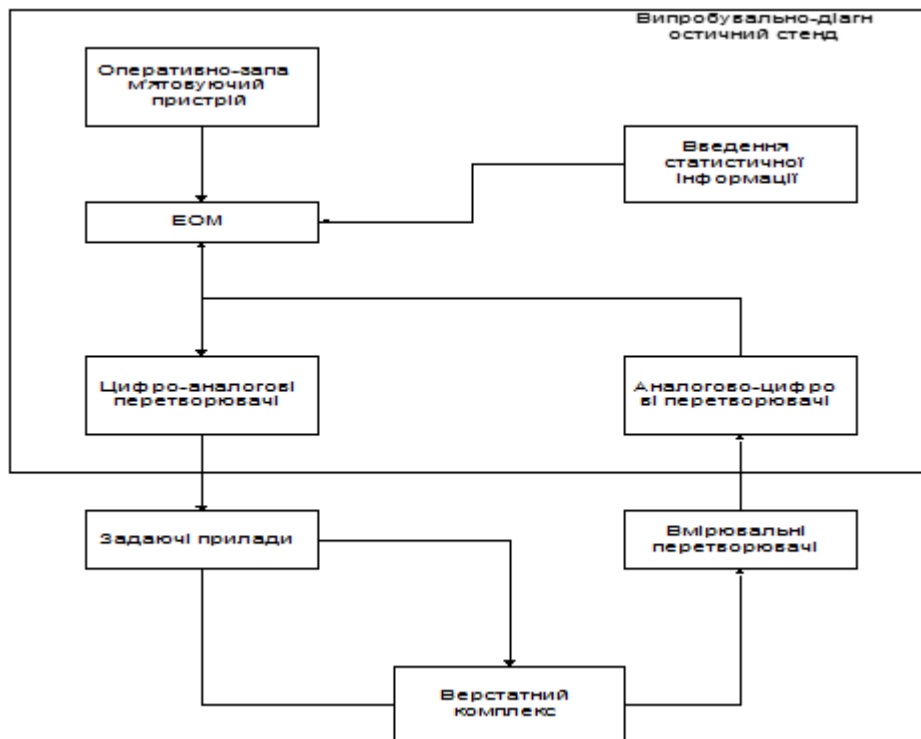 Випробувально-діагн
остичний стенд
Оперативно-запа
м'ятовуючий
пристрій
Введення
статистичної
інформації
ЕОМ
Цифро-аналогові
перетворювачі
Аналогово-цифро
ві перетворювачі
Задаючі прилади
Вмірювальні
перетворювачі
Верстатний
комплекс